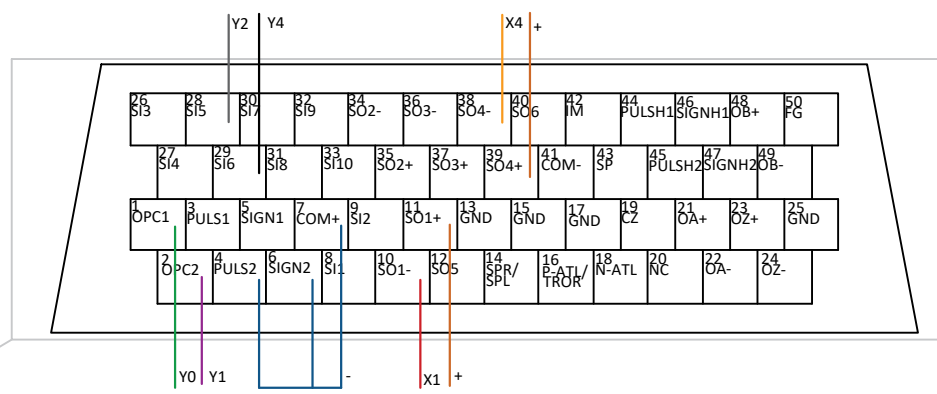 Y2 Y4 X4 +
26 28 30 32 34 36 38 40 42 44 46 48 50
SI3 SI5 SI7 SI9 SO2- SO3- SO4- SO6 IM PULSH1 SIGNH1 OB+ FG
27 29 31 33 35 37 39 41 43 45 47 49
SI4 SI6 SI8 SI10 SO2+ SO3+ SO4+ COM- SP PULSH2 SIGNH2 OB-
1 3 5 7 9 11 13 15 17 19 21 23 25
OPC1 PULS1 SIGN1 COM+ SI2 SO1+ GND GND GND CZ OA+ OZ+ GND
2 4 6 8 10 12 14 16 18 20 22 24
OPC2 PULS2 SIGN2 SI1 SO1- SO5 SPR/ P-ATL/ N-ATL NC OA- OZ-
SPL TROR
Y0 Y1 - X1 +